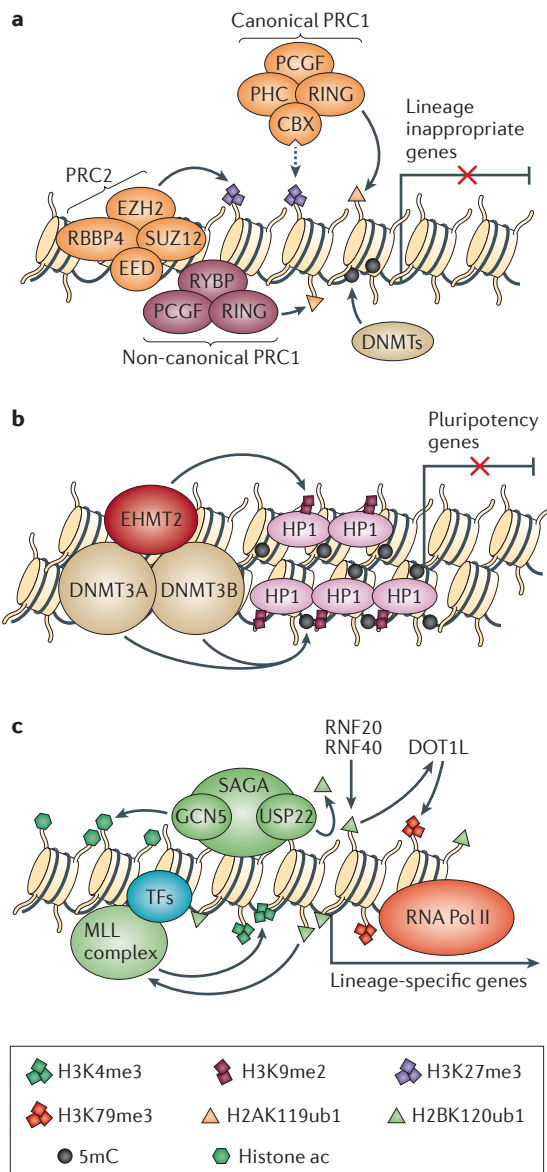 a
Canonical PRC1
PCGF
PHC
RING
CBX
Lineage
inappropriate
genes
PRC2
EZH2
RBBP4
SUZ12
EED
RYBP
PCGF
RING
Non-canonical PRC1
DNMTs
b
Pluripotency
genes
EHMT2
HP1
HP1
DNMT3A
DNMT3B
HP1
HP1
HP1
c
RNF20
RNF40
DOT1L
SAGA
GCN5
USP22
TFs
MLL
complex
RNA Pol II
Lineage-specific genes
H3K4me3
H3K9me2
H3K27me3
H3K79me3
H2AK119ub1
H2BK120ub1
5mC
Histone ac